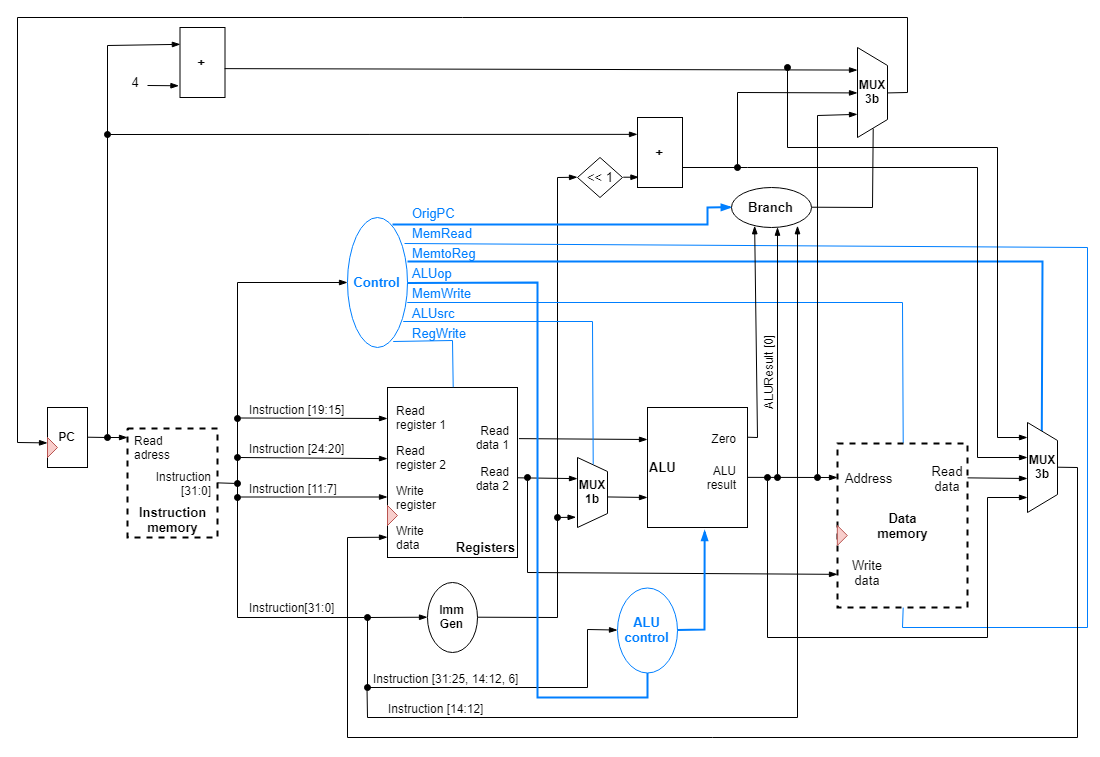 +
4
MUX
3b
+
<< 1
Branch
OrigPC
MemRead
MemtoReg
ALUop
MemWrite
ALUsrc
RegWrite
Control
ALUResult [0]
PC
Read
adress
Instruction
[31:0]
Instruction
memory
Instruction [19:15]
Instruction [24:20]
Instruction [11:7]
Instruction[31:0]
Read
register 1
Read
register 2
Write
register
Write
data
Read
data 1
Read
data 2
Registers
MUX
1b
ALU
Zero
ALU
result
Address
Read
data
Data
memory
Write
data
MUX
3b
Imm
Gen
ALU
control
Instruction [31:25, 14:12, 6]
Instruction [14:12]